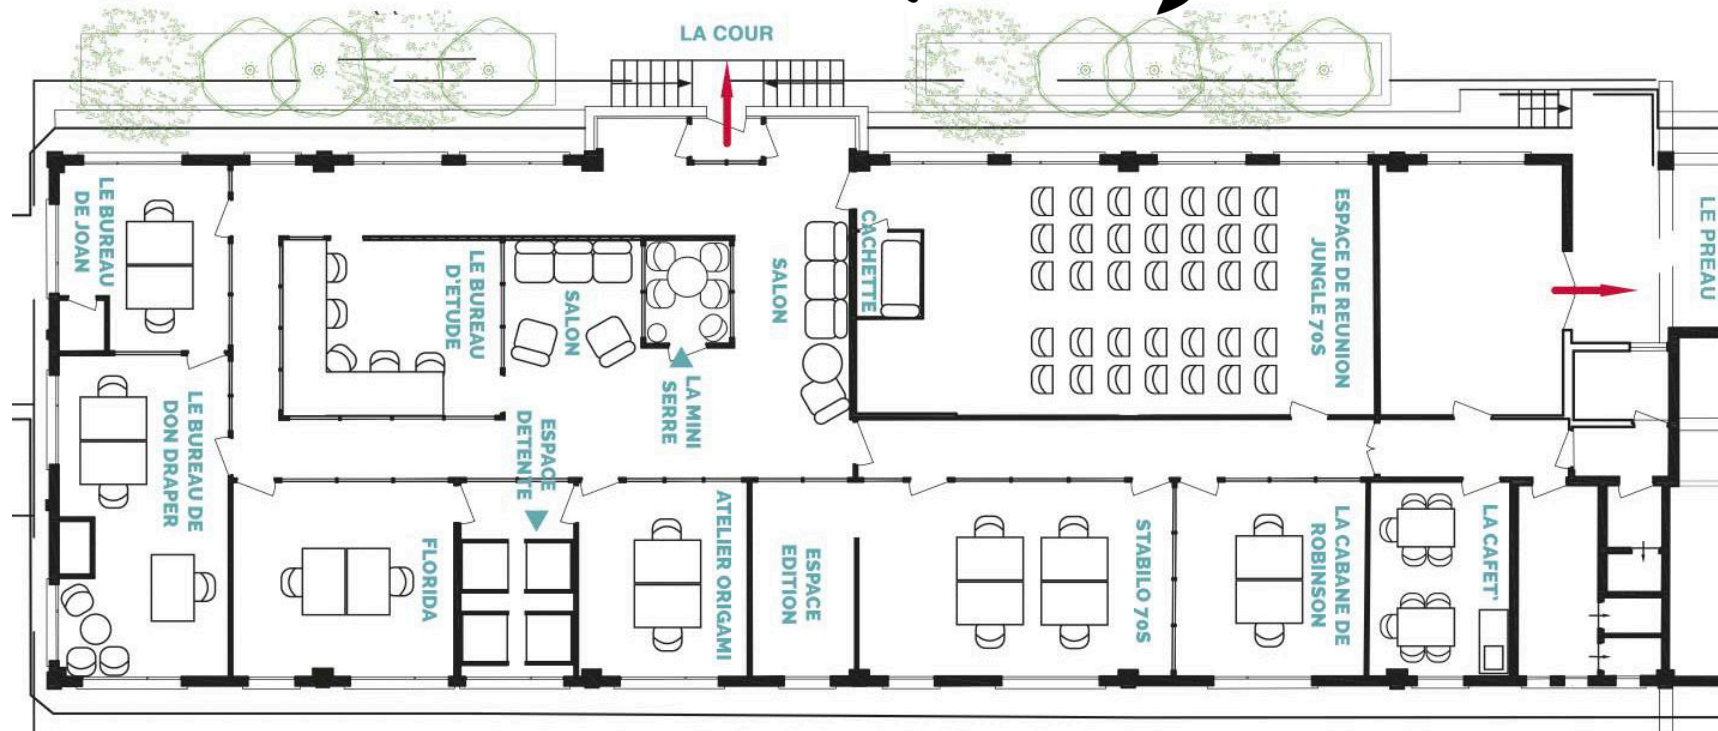 LA COUR
LE BUREAU
DE JOAN
LE BUREAU
D'ETUDE
SALON
LA MINI
SERRE
SALON
CACHETTE
ESPACE DE REUNION
JUNGLE 70S
LE PREAU
LE BUREAU DE
DON DRAPER
ESPACE
DETENTE
FLORIDA
ATELIER ORIGAMI
ESPACE
EDITION
STABILO 70S
LA CABANE DE
ROBINSON
LA CAFET'